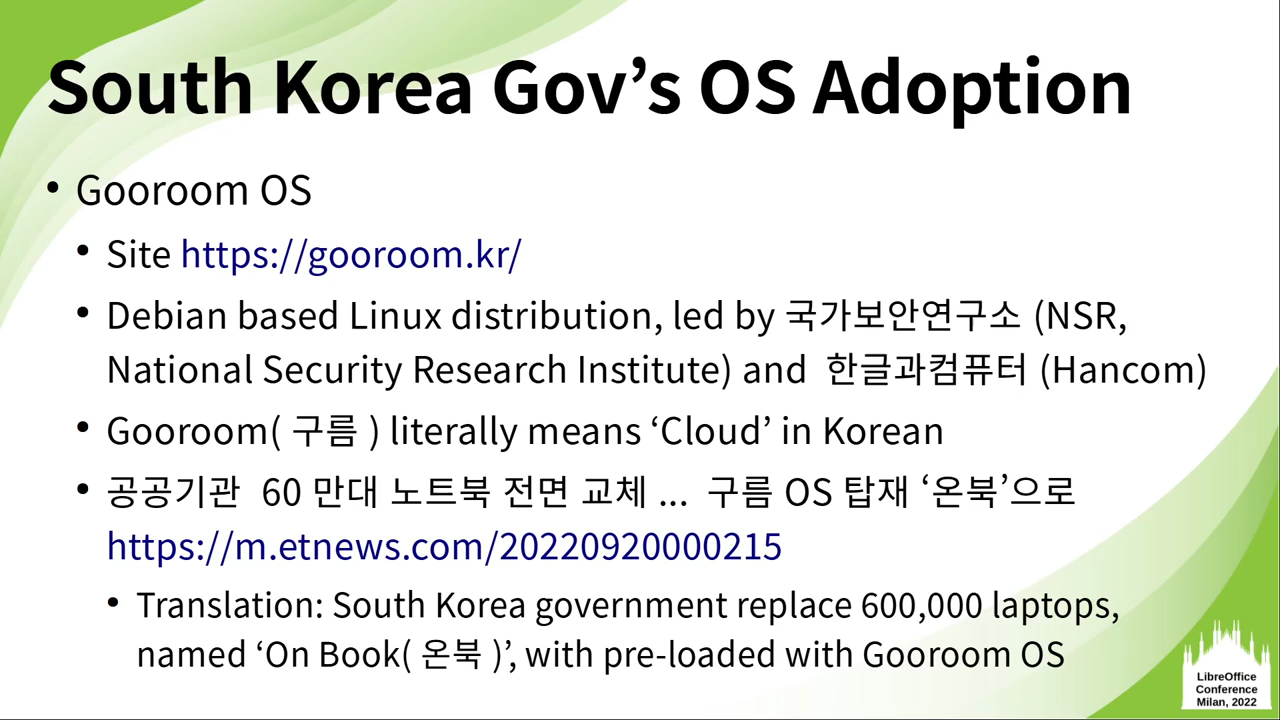 South Korea Gov’s OS Adoption
• Gooroom OS
• Site https://gooroom.kr/
• Debian based Linux distribution, led by 국가보안연구소 (NSR,
National Security Research Institute) and 한글과컴퓨터 (Hancom)
• Gooroom( 구름 ) literally means ‘Cloud’ in Korean
• 공공기관 60 만대 노트북 전면 교체 ... 구름 OS 탑재 ‘온북’으로
https://m.etnews.com/20220920000215
• Translation: South Korea government replace 600,000 laptops,
named ‘On Book( 온북 )’, with pre-loaded with Gooroom OS
LibreOffice
Conference
Milan, 2022